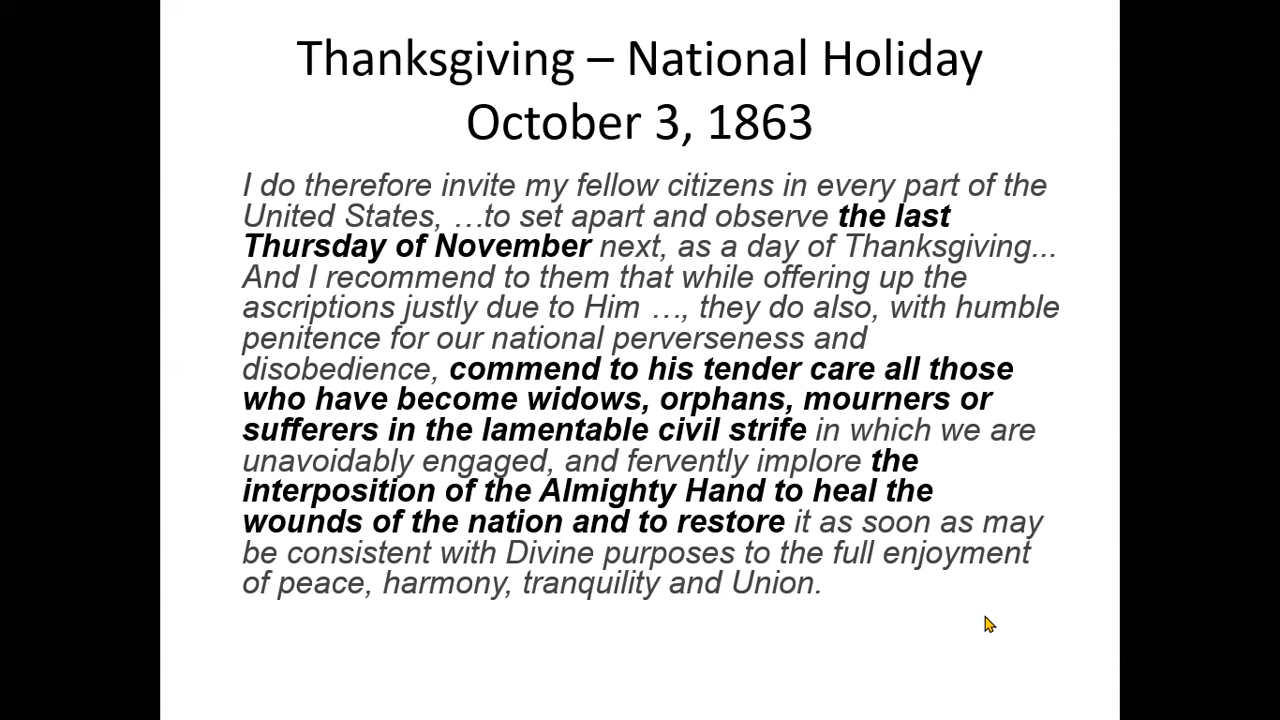 Thanksgiving – National Holiday
October 3, 1863
I do therefore invite my fellow citizens in every part of the
United States, …to set apart and observe the last
Thursday of November next, as a day of Thanksgiving...
And I recommend to them that while offering up the
ascriptions justly due to Him …, they do also, with humble
penitence for our national perverseness and
disobedience, commend to his tender care all those
who have become widows, orphans, mourners or
sufferers in the lamentable civil strife in which we are
unavoidably engaged, and fervently implore the
interposition of the Almighty Hand to heal the
wounds of the nation and to restore it as soon as may
be consistent with Divine purposes to the full enjoyment
of peace, harmony, tranquility and Union.